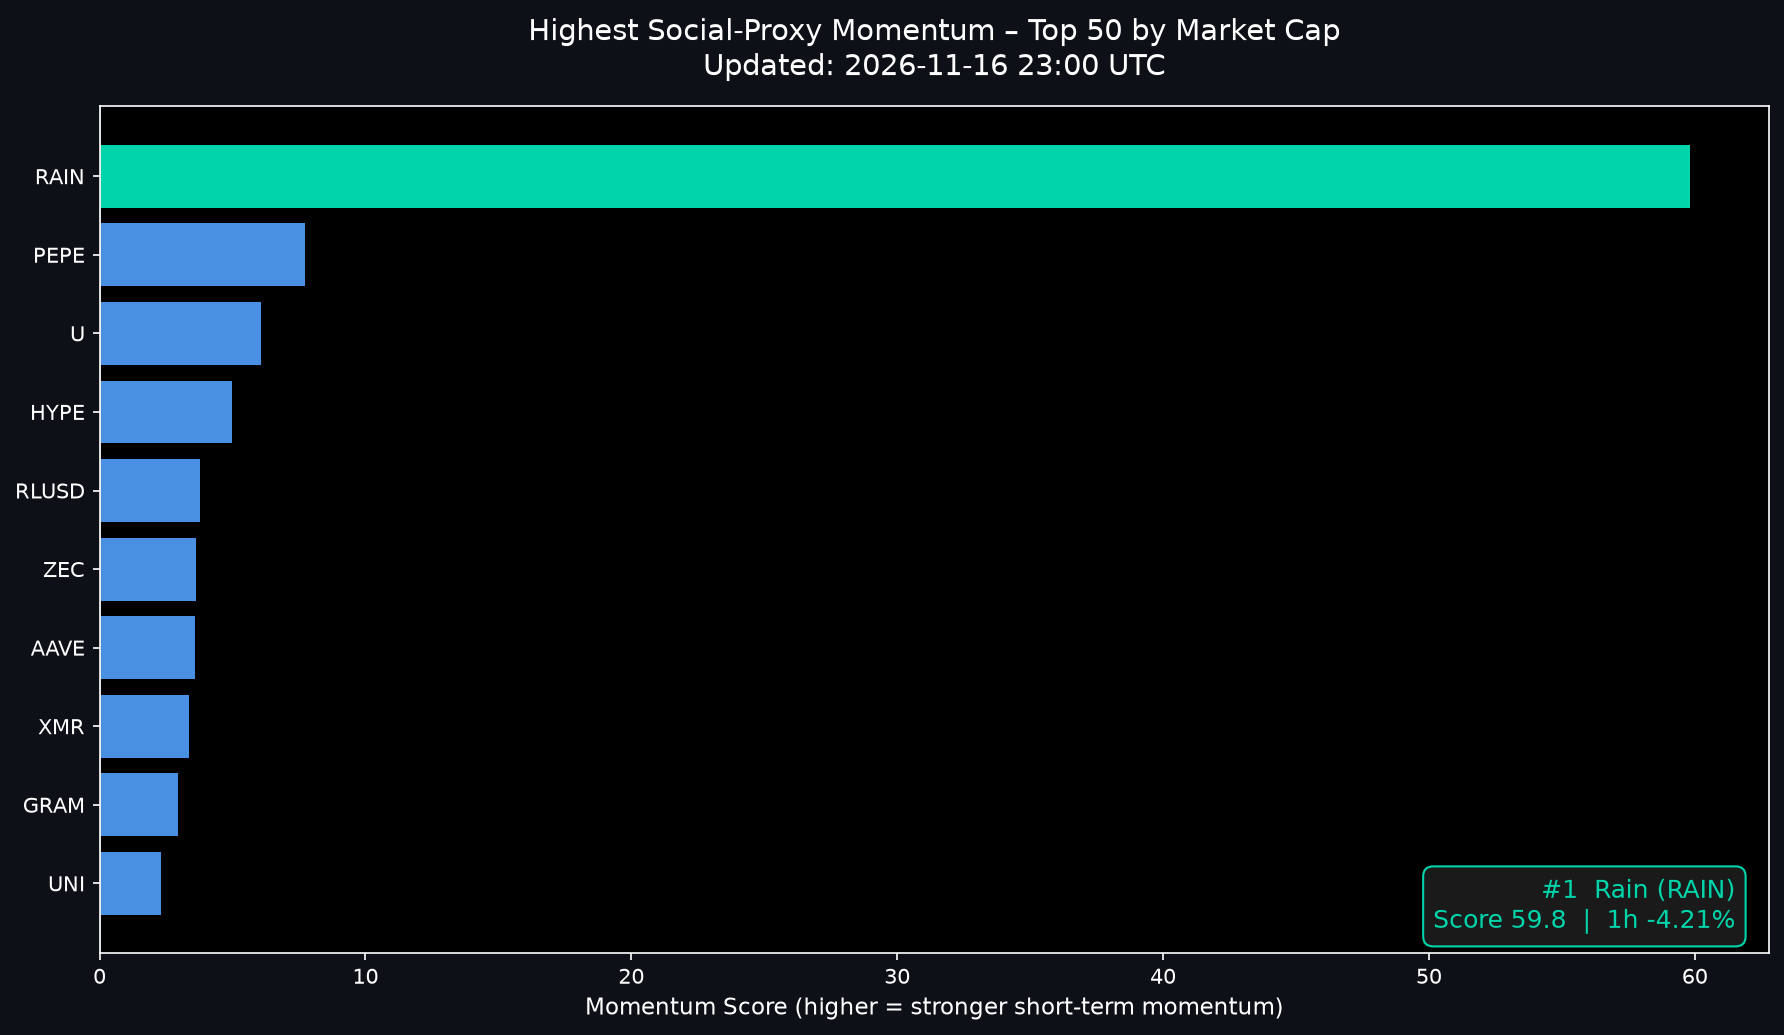 Highest Social-Proxy Momentum – Top 50 by Market Cap
Updated: 2026-11-16 23:00 UTC
RAIN
PEPE
U
HYPE
RLUSD
ZEC
AAVE
XMR
GRAM
UNI
#1  Rain (RAIN)
Score 59.8  |  1h -4.21%
0 10 20 30 40 50 60
Momentum Score (higher = stronger short-term momentum)